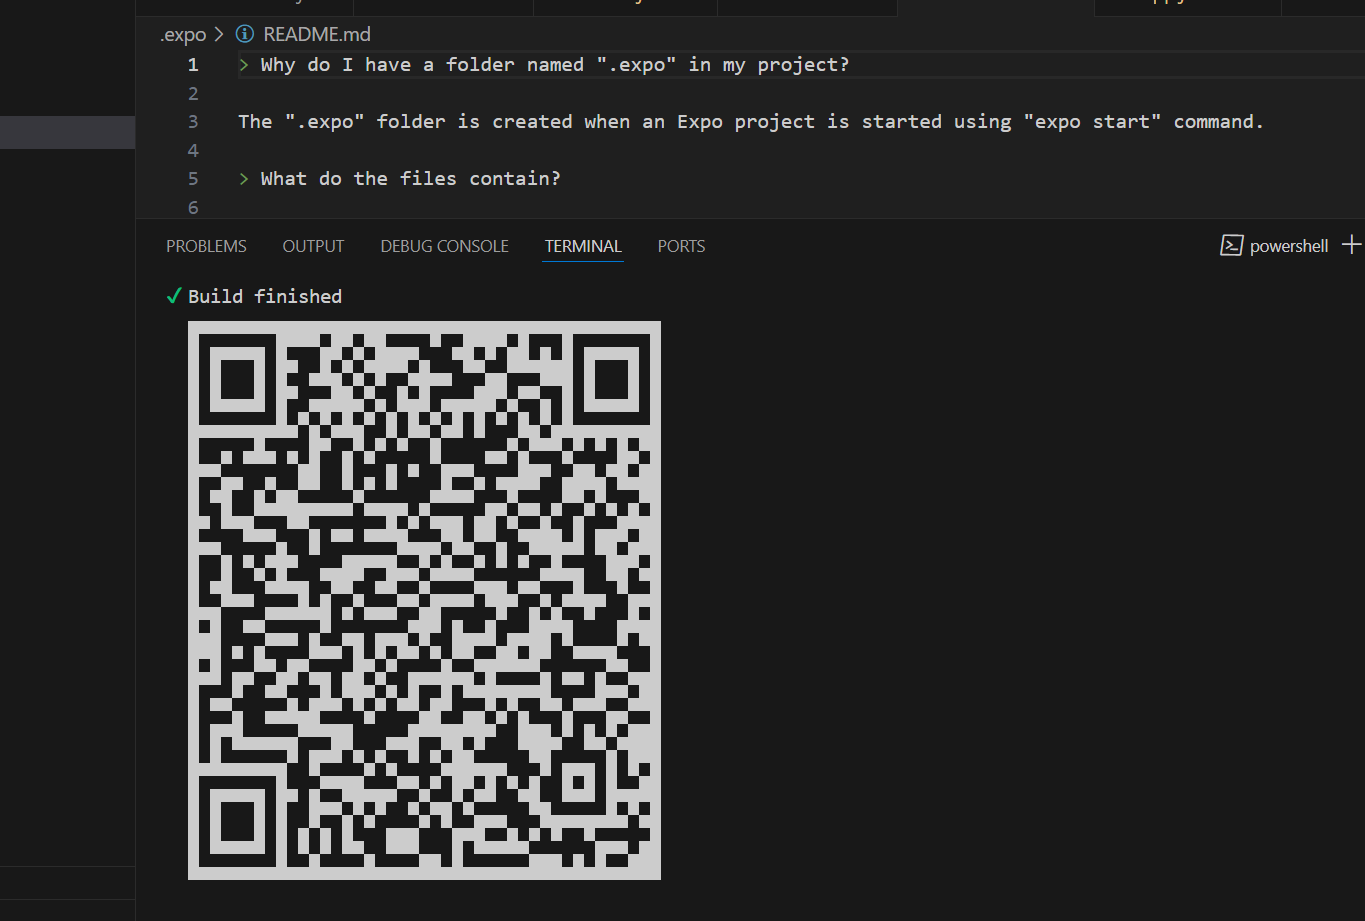 .expo > README.md
1 > Why do I have a folder named ".expo" in my project?
2
3 The ".expo" folder is created when an Expo project is started using "expo start" command.
4
5 > What do the files contain?
6
PROBLEMS OUTPUT DEBUG CONSOLE TERMINAL PORTS powershell
✓ Build finished